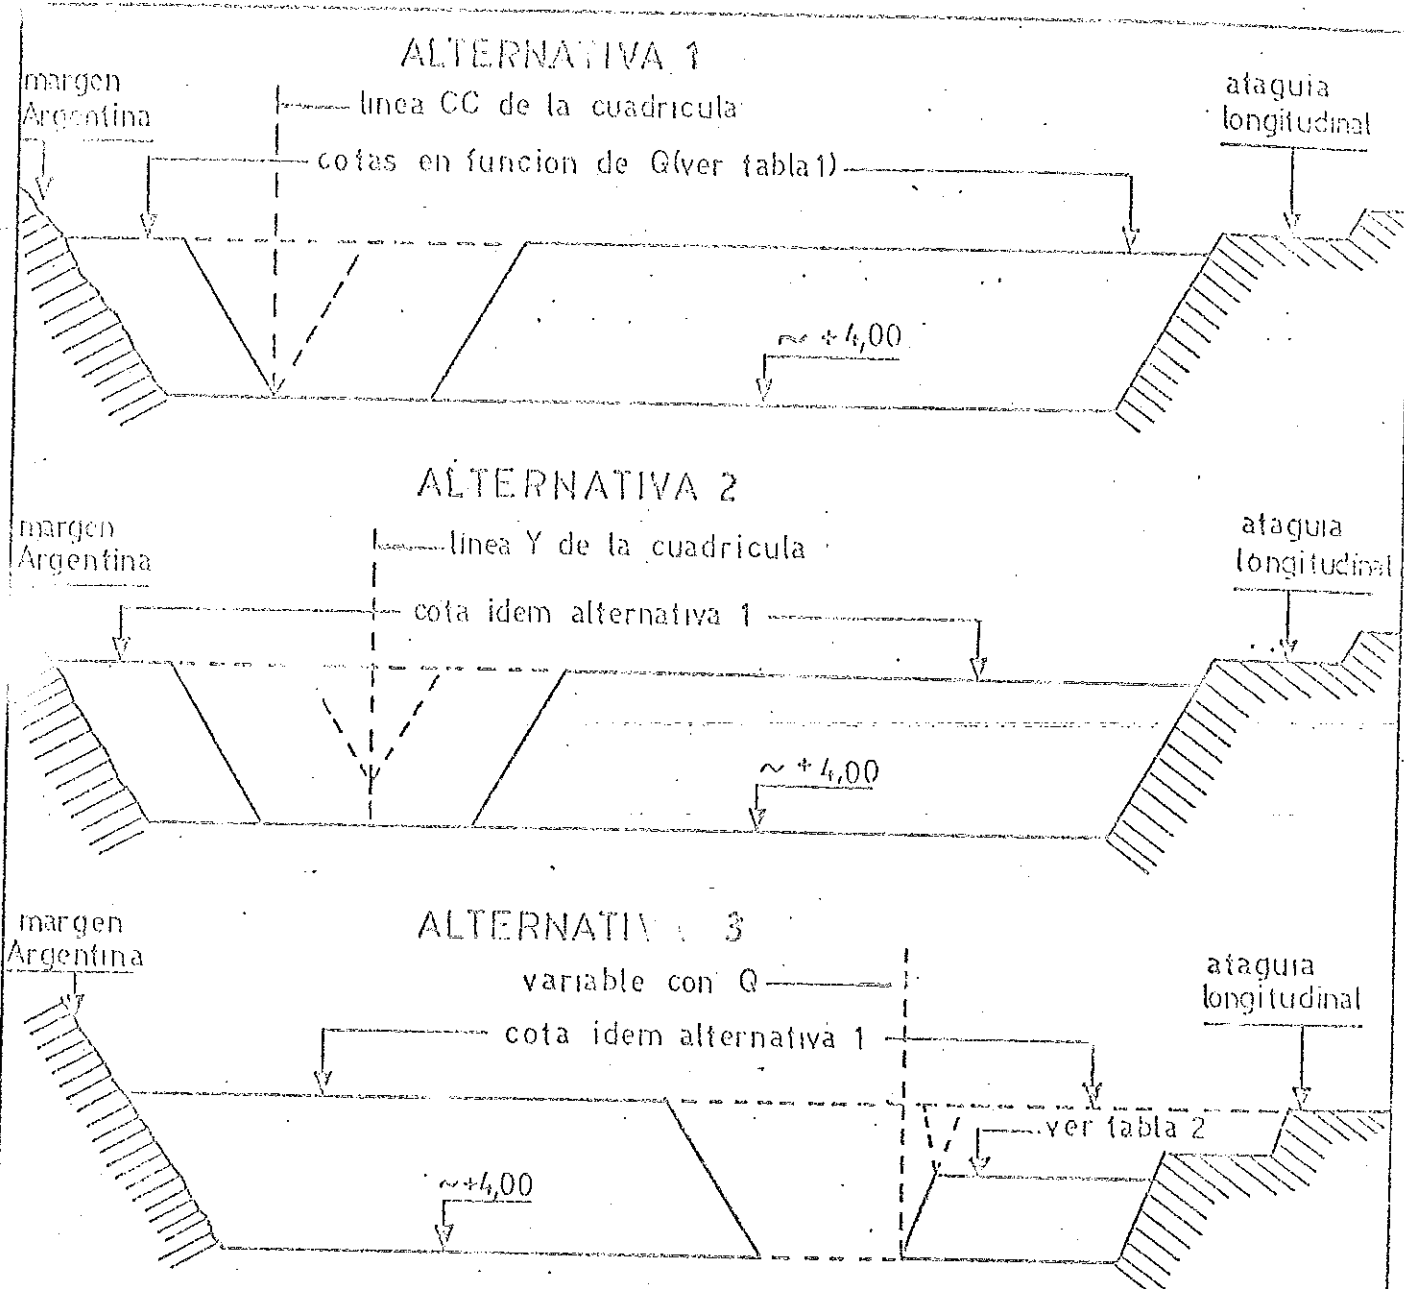 ALTERNATIVA 1
margen
Argentina
linea CC de la cuadricula
ataguia
longitudinal
cotas en funcion de Q(ver tabla 1)
~ +4,00
ALTERNATIVA 2
margen
Argentina
linea Y de la cuadricula
ataguia
longitudinal
cota idem alternativa 1
~ +4,00
ALTERNATIVA 3
margen
Argentina
variable con Q
ataguia
longitudinal
cota idem alternativa 1
ver tabla 2
~+4,00